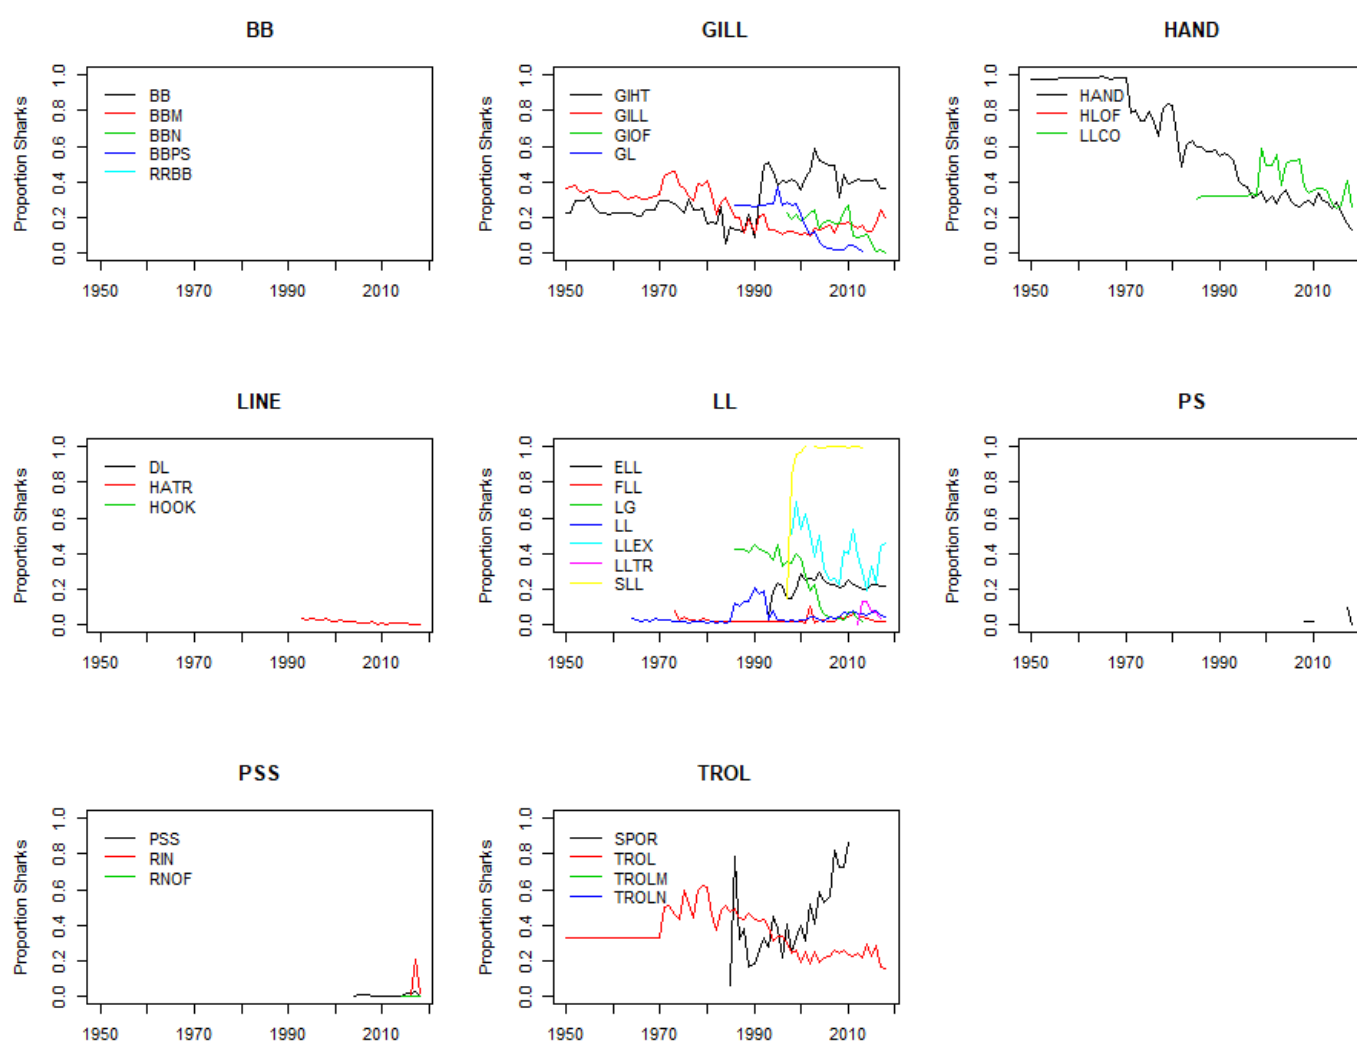 BB
GILL
HAND
Proportion Sharks
0.0 0.2 0.4 0.6 0.8 1.0
BB
BBM
BBN
BBPS
RRBB
1950 1970 1990 2010
Proportion Sharks
0.0 0.2 0.4 0.6 0.8 1.0
GIHT
GILL
GIOF
GL
1950 1970 1990 2010
Proportion Sharks
0.0 0.2 0.4 0.6 0.8 1.0
HAND
HLOF
LLCO
1950 1970 1990 2010
LINE
LL
PS
Proportion Sharks
0.0 0.2 0.4 0.6 0.8 1.0
DL
HATR
HOOK
1950 1970 1990 2010
Proportion Sharks
0.0 0.2 0.4 0.6 0.8 1.0
ELL
FLL
LG
LL
LLEX
LLTR
SLL
1950 1970 1990 2010
Proportion Sharks
0.0 0.2 0.4 0.6 0.8 1.0
1950 1970 1990 2010
PSS
TROL
Proportion Sharks
0.0 0.2 0.4 0.6 0.8 1.0
PSS
RIN
RNOF
1950 1970 1990 2010
Proportion Sharks
0.0 0.2 0.4 0.6 0.8 1.0
SPOR
TROL
TROLM
TROLN
1950 1970 1990 2010